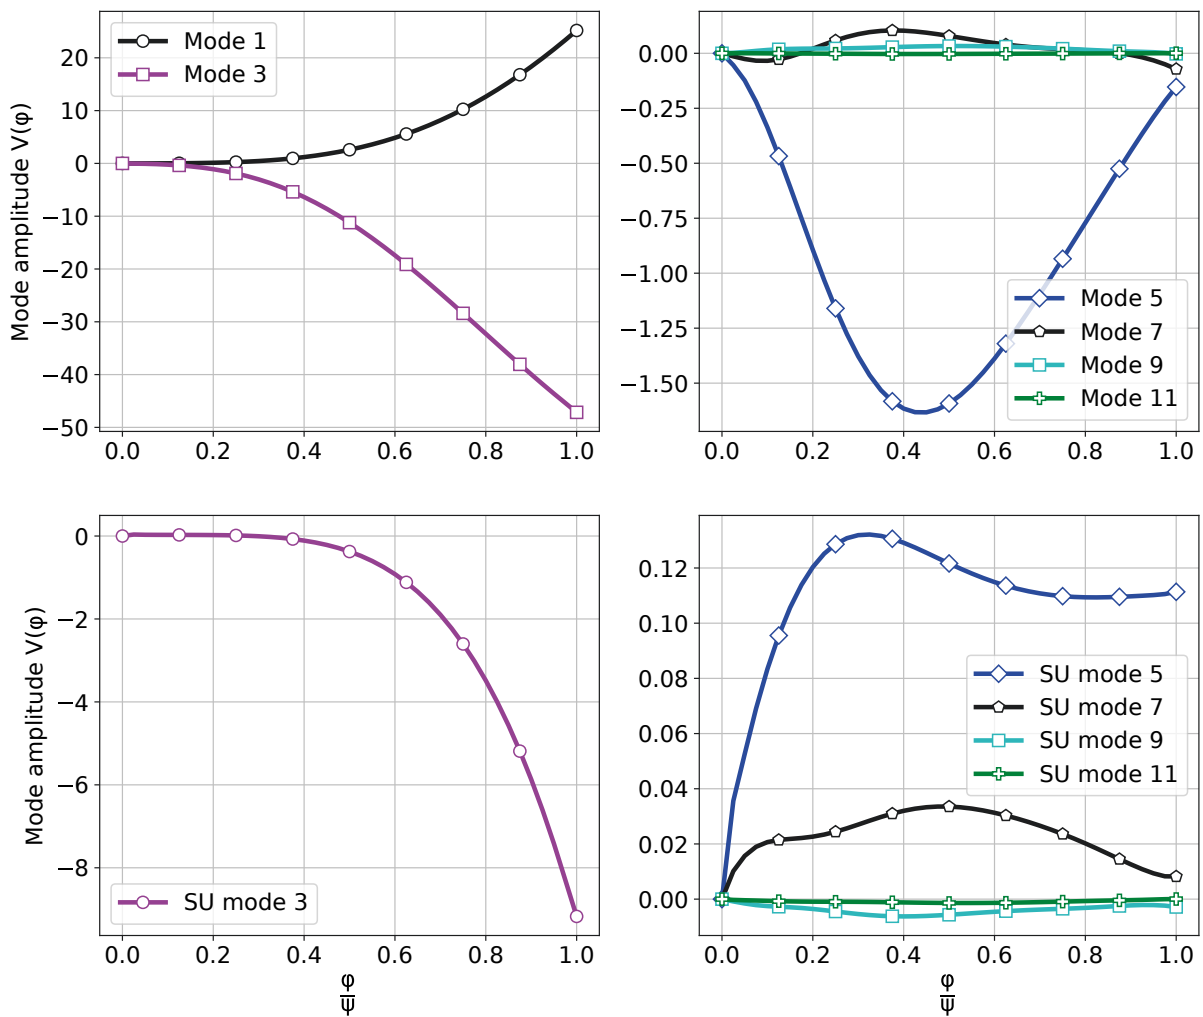 Mode amplitude V(φ)
20
10
0
−10
−20
−30
−40
−50
0.0 0.2 0.4 0.6 0.8 1.0
Mode 1
Mode 3
0.00
−0.25
−0.50
−0.75
−1.00
−1.25
−1.50
0.0 0.2 0.4 0.6 0.8 1.0
Mode 5
Mode 7
Mode 9
Mode 11
Mode amplitude V(φ)
0
−2
−4
−6
−8
0.0 0.2 0.4 0.6 0.8 1.0
SU mode 3
φ
ψ
0.12
0.10
0.08
0.06
0.04
0.02
0.00
0.0 0.2 0.4 0.6 0.8 1.0
SU mode 5
SU mode 7
SU mode 9
SU mode 11
φ
ψ